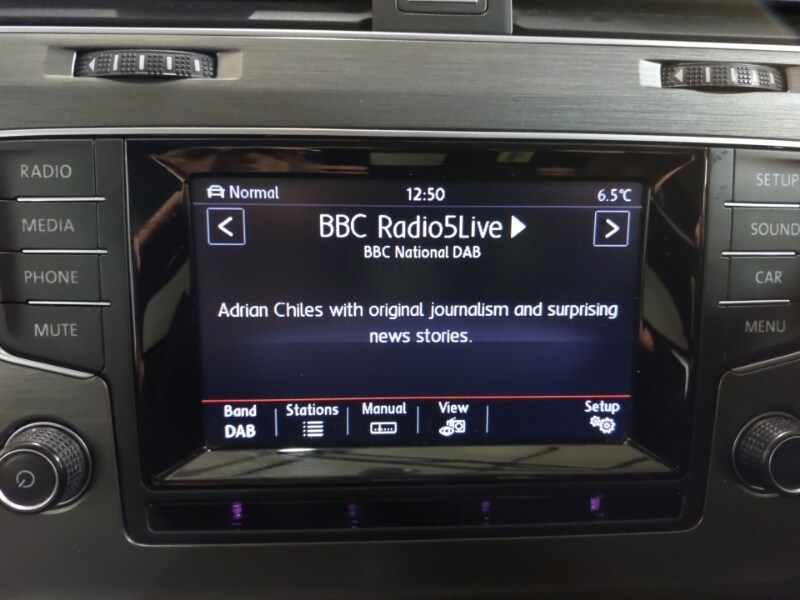 RADIO
MEDIA
PHONE
MUTE
Normal
12:50
6.5°C
<
BBC Radio5Live
>
BBC National DAB
Adrian Chiles with original journalism and surprising
news stories.
Band
DAB
Stations
Manual
View
Setup
SETUP
SOUND
CAR
MENU